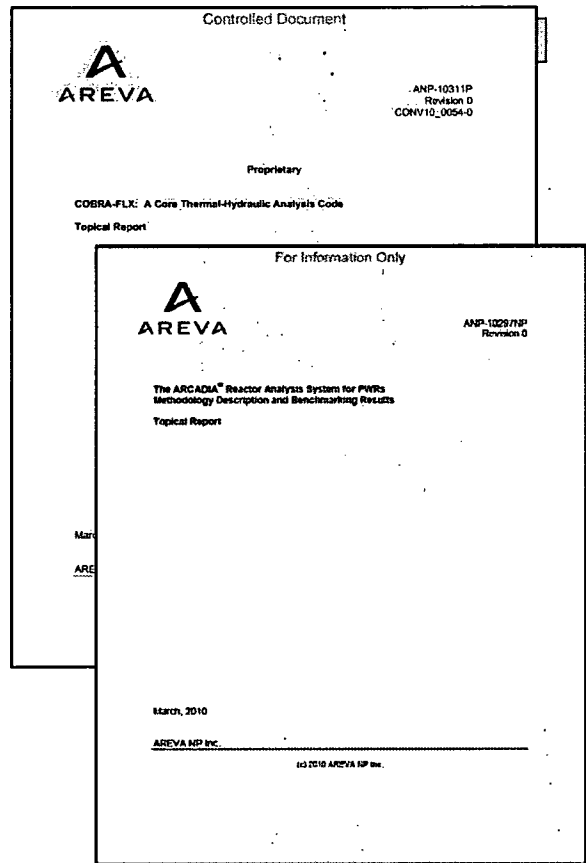 Controlled Document
AREVA
ANP-10311P
Revision 0
CONV10_0054-0
Proprietary
COBRA-FLX: A Core Thermal-Hydraulic Analysis Code
Topical Report
For Information Only
AREVA
ANP-10297NP
Revision 0
The ARCADIA® Reactor Analysis System for PWRs
Methodology Description and Benchmarking Results
Topical Report
Marc
ARE
March, 2010
AREVA NP Inc.
(c) 2010 AREVA NP Inc.